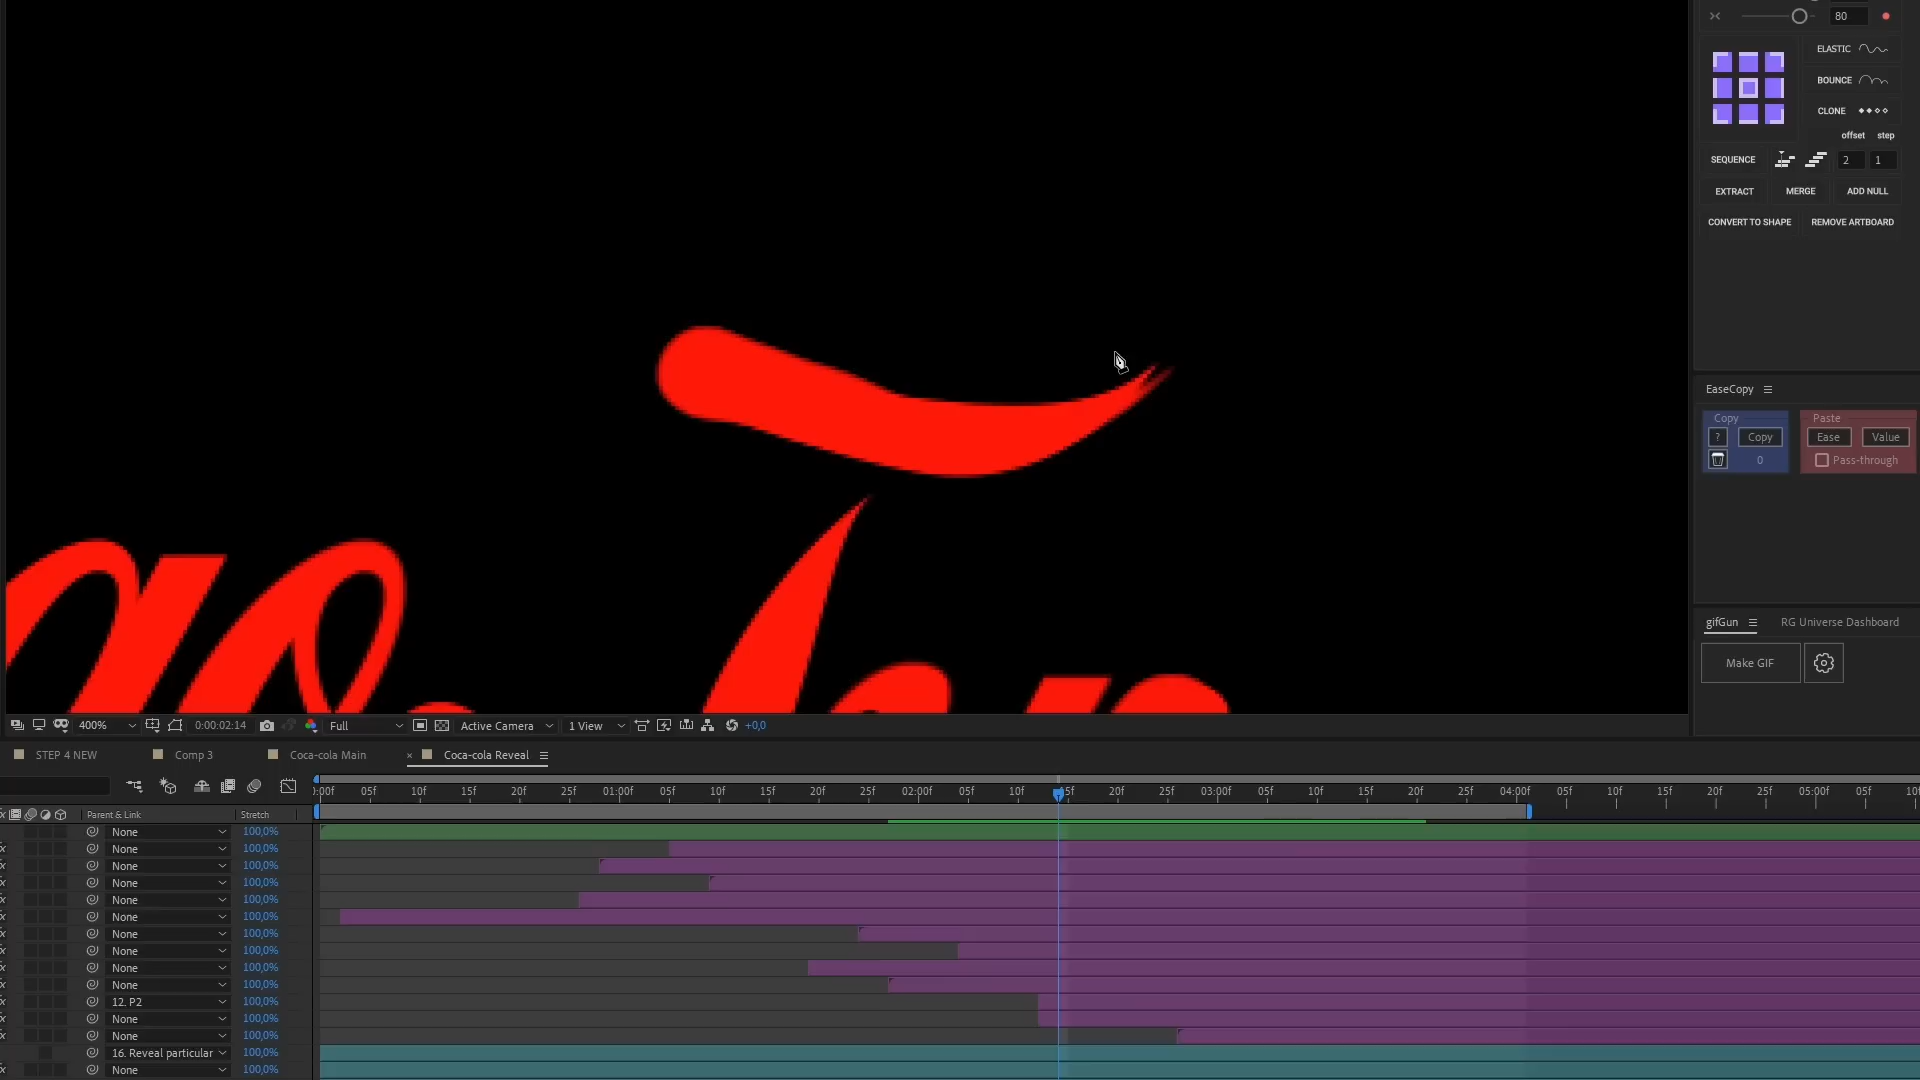 80
ELASTIC
BOUNCE
CLONE
offset step
SEQUENCE 2 1
EXTRACT MERGE ADD NULL
CONVERT TO SHAPE REMOVE ARTBOARD
EaseCopy
Copy Paste
? Copy Ease Value
0 Pass-through
gifGun RG Universe Dashboard
Make GIF
400% 0:00:02:14 Full Active Camera 1 View +0,0
STEP 4 NEW Comp 3 Coca-cola Main × Coca-cola Reveal
:00f 05f 10f 15f 20f 25f 01:00f 05f 10f 15f 20f 25f 02:00f 05f 10f 5f 20f 25f 03:00f 05f 10f 15f 20f 25f 04:00f 05f 10f 15f 20f 25f 05:00f 05f 10f
Parent & Link Stretch
None 100,0%
None 100,0%
None 100,0%
None 100,0%
None 100,0%
None 100,0%
None 100,0%
None 100,0%
None 100,0%
None 100,0%
12. P2 100,0%
None 100,0%
None 100,0%
16. Reveal particular 100,0%
None 100,0%